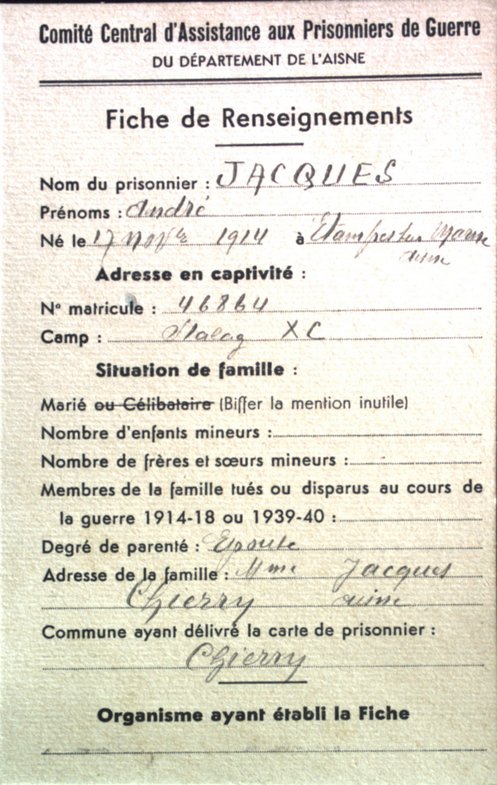 Comité Central d'Assistance aux Prisonniers de Guerre
DU DÉPARTEMENT DE L'AISNE
Fiche de Renseignements
Nom du prisonnier : JACQUES
Prénoms : André
Né le 17 Nov 1914 à Etampes sur Marne
Aisne
Adresse en captivité :
N° matricule : 46864
Camp : Stalag XC
Situation de famille :
Marié ou Célibataire (Biffer la mention inutile)
Nombre d'enfants mineurs :
Nombre de frères et sœurs mineurs :
Membres de la famille tués ou disparus au cours de
la guerre 1914-18 ou 1939-40 :
Degré de parenté : Epouse
Adresse de la famille : Mme Jacques
Chierry Aisne
Commune ayant délivré la carte de prisonnier :
Chierry
Organisme ayant établi la Fiche